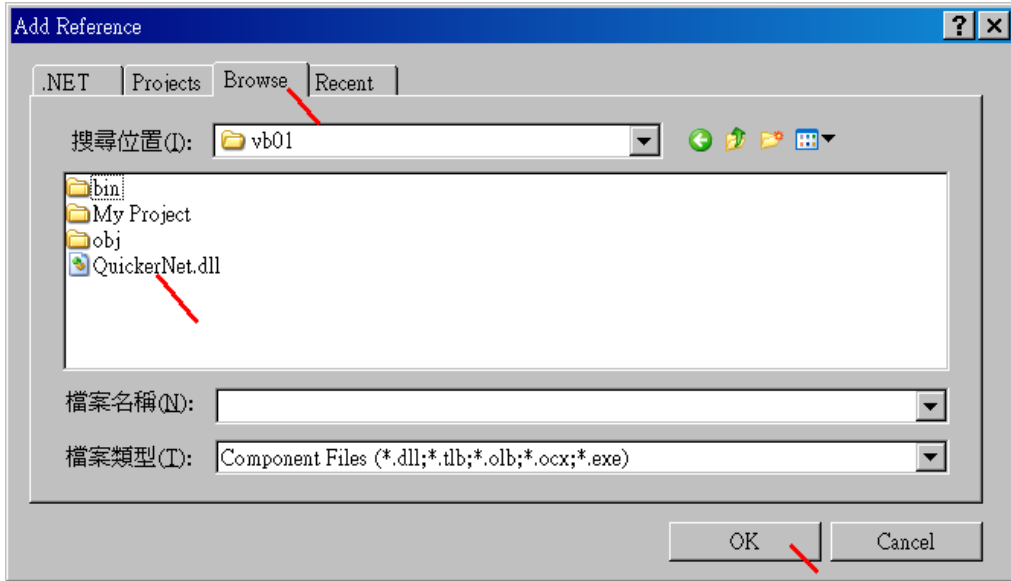 Add Reference
.NET Projects Browse Recent
搜尋位置(I): vb01
bin
My Project
obj
QuickerNet.dll
檔案名稱(N):
檔案類型(T): Component Files (*.dll;*.tlb;*.olb;*.ocx;*.exe)
OK Cancel